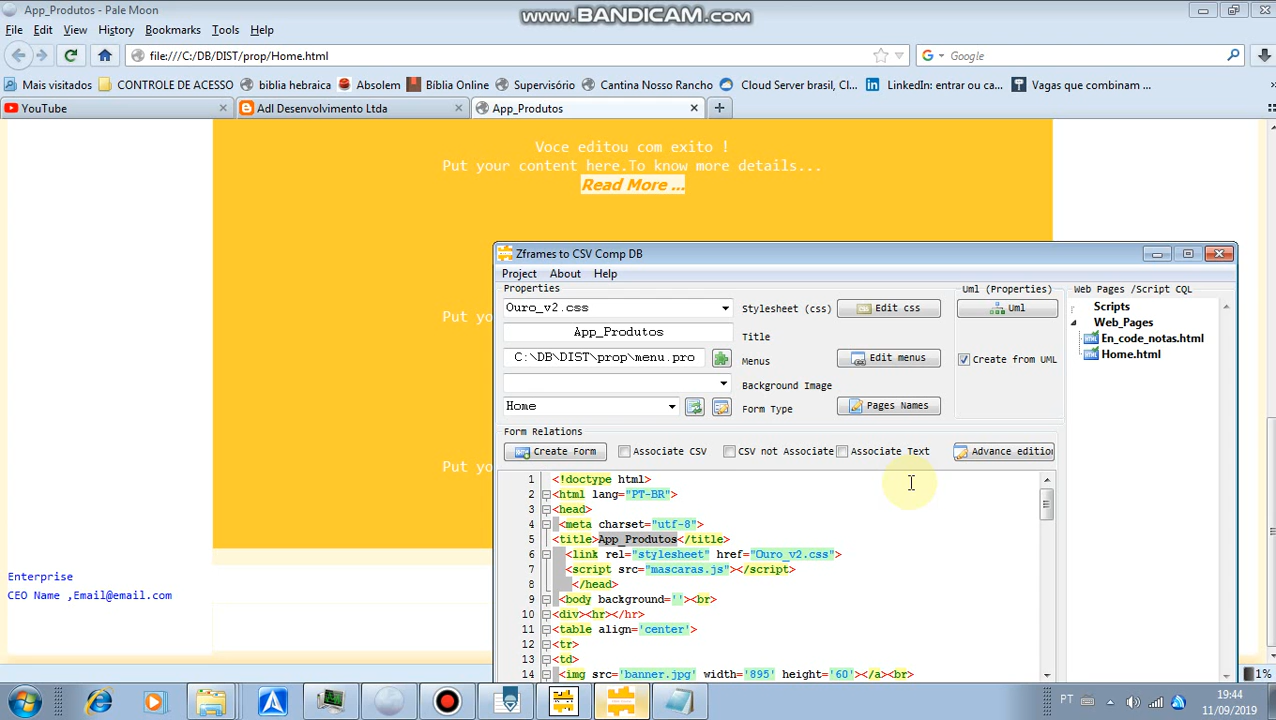 App_Produtos - Pale Moon
www.BANDICAM.com
File Edit View History Bookmarks Tools Help
file:///C:/DB/DIST/prop/Home.html
Google
Mais visitados CONTROLE DE ACESSO biblia hebrica Absolem Bíblia Online Supervisório Cantina Nosso Rancho Cloud Server brasil, Cl... LinkedIn: entrar ou ca... Vagas que combinam ...
YouTube Adl Desenvolvimento Ltda App_Produtos
Voce editou com exito !
Put your content here.To know more details...
Read More ...
Put yo
Put yo
Enterprise
CEO Name ,Email@email.com
Zframes to CSV Comp DB
Project About Help
Properties Uml (Properties) Web Pages /Script CQL
Ouro_v2.css Stylesheet (css) Edit css Uml Scripts
Web_Pages
App_Produtos Title En_code_notas.html
C:\DB\DIST\prop\menu.pro Menus Edit menus Create from UML Home.html
Background Image
Home Form Type Pages Names
Form Relations
Create Form Associate CSV CSV not Associate Associate Text Advance edition
1 <!doctype html>
2 <html lang="PT-BR">
3 <head>
4 <meta charset="utf-8">
5 <title>App_Produtos</title>
6 <link rel="stylesheet" href="Ouro_v2.css">
7 <script src="mascaras.js"></script>
8 </head>
9 <body background=''><br>
10 <div><hr></hr>
11 <table align='center'>
12 <tr>
13 <td>
14 <img src='banner.jpg' width='895' height='60'></a><br>
1%
PT
19:44
11/09/2019